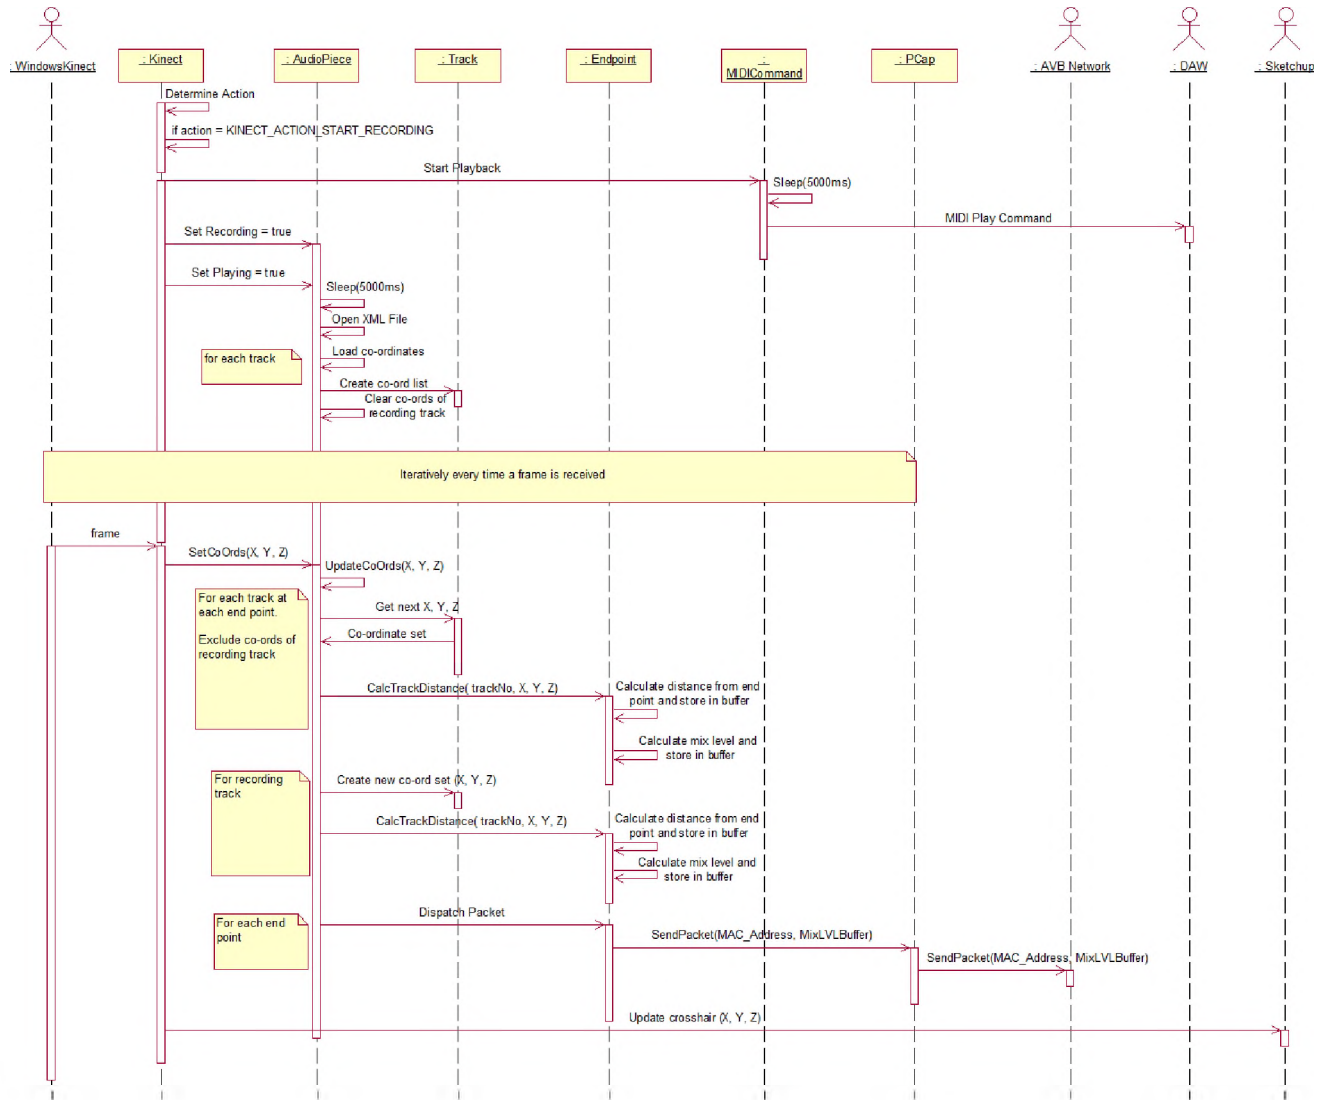 : WindowsKinect
: Kinect
: AudioPiece
: Track
: Endpoint
:
MIDICommand
: PCap
: AVB Network
: DAW
: Sketchup
Determine Action
if action = KINECT_ACTION_START_RECORDING
Start Playback
Sleep(5000ms)
MIDI Play Command
Set Recording = true
Set Playing = true
Sleep(5000ms)
Open XML File
for each track
Load co-ordinates
Create co-ord list
Clear co-ords of
recording track
Iteratively every time a frame is received
frame
SetCoOrds(X, Y, Z)
UpdateCoOrds(X, Y, Z)
For each track at
each end point.
Exclude co-ords of
recording track
Get next X, Y, Z
Co-ordinate set
CalcTrackDistance( trackNo, X, Y, Z)
Calculate distance from end
point and store in buffer
Calculate mix level and
store in buffer
For recording
track
Create new co-ord set (X, Y, Z)
CalcTrackDistance( trackNo, X, Y, Z)
Calculate distance from end
point and store in buffer
Calculate mix level and
store in buffer
For each end
point
Dispatch Packet
SendPacket(MAC_Address, MixLVLBuffer)
SendPacket(MAC_Address, MixLVLBuffer)
Update crosshair (X, Y, Z)